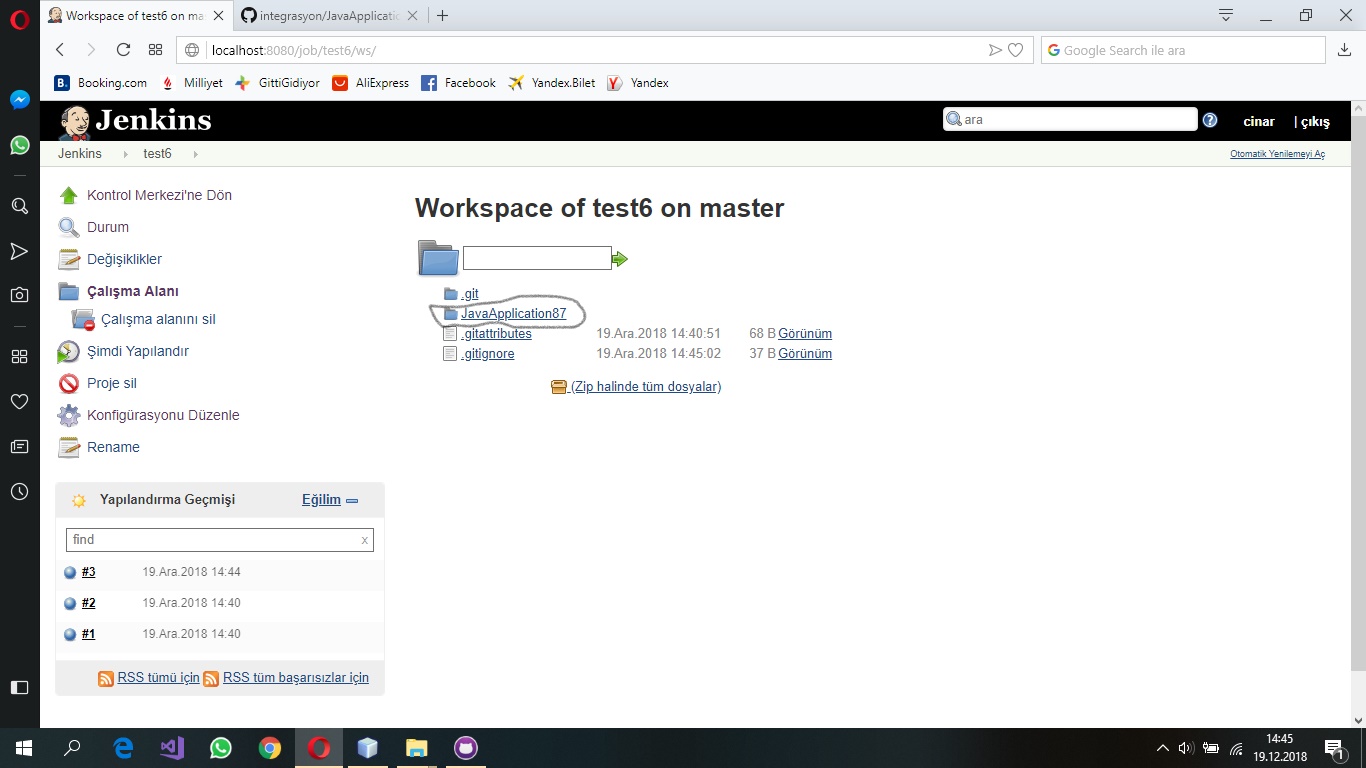 Workspace of test6 on ma
integrasyon/JavaApplicatio
localhost:8080/job/test6/ws/
Google Search ile ara
Booking.com
Milliyet
GittiGidiyor
AliExpress
Facebook
Yandex.Bilet
Yandex
Jenkins
ara
cinar
| çıkış
Jenkins
test6
Otomatik Yenilemeyi Aç
Kontrol Merkezi'ne Dön
Durum
Değişiklikler
Çalışma Alanı
Çalışma alanını sil
Şimdi Yapılandır
Proje sil
Konfigürasyonu Düzenle
Rename
Yapılandırma Geçmişi
Eğilim
find
x
#3 19.Ara.2018 14:44
#2 19.Ara.2018 14:40
#1 19.Ara.2018 14:40
RSS tümü için
RSS tüm başarısızlar için
Workspace of test6 on master
.git
JavaApplication87
.gitattributes 19.Ara.2018 14:40:51 68 B Görünüm
.gitignore 19.Ara.2018 14:45:02 37 B Görünüm
(Zip halinde tüm dosyalar)
14:45
19.12.2018
1